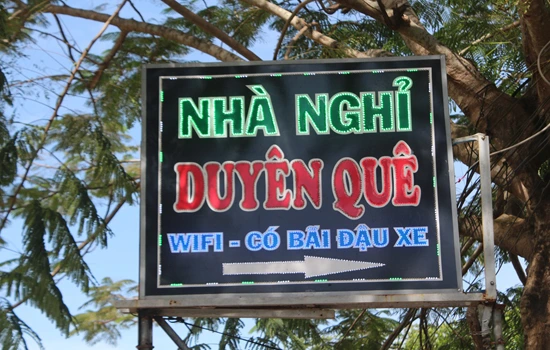 NHÀ NGHỈ
DUYÊN QUÊ
WIFI - CÓ BÃI ĐẬU XE